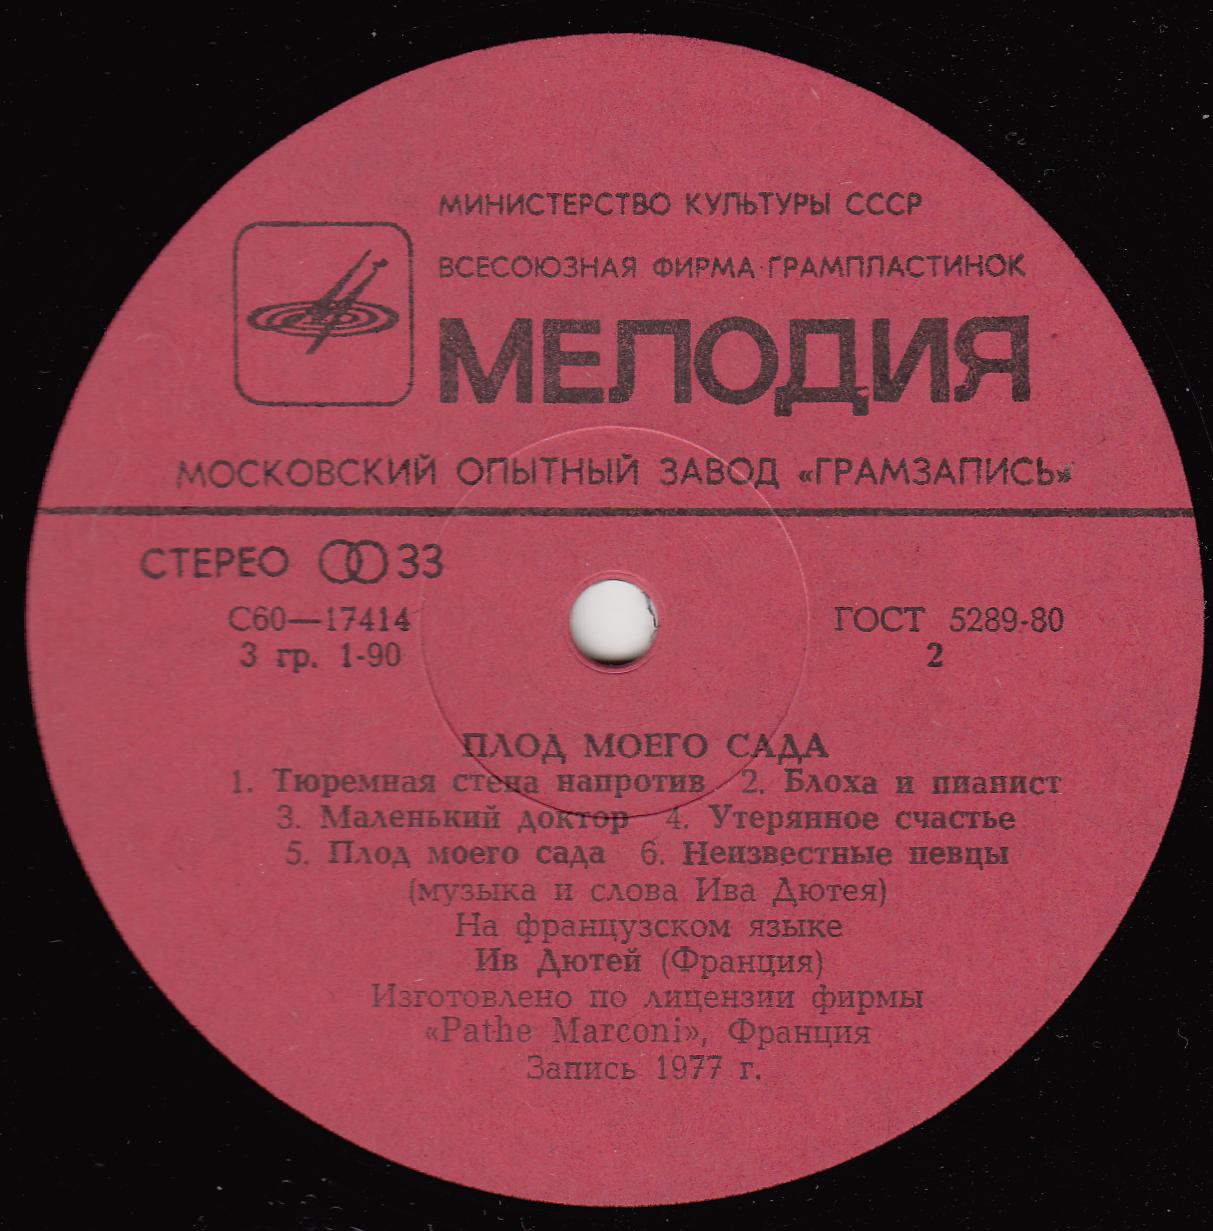 МИНИСТЕРСТВО КУЛЬТУРЫ СССР
ВСЕСОЮЗНАЯ ФИРМА ГРАМПЛАСТИНОК
МЕЛОДИЯ
МОСКОВСКИЙ ОПЫТНЫЙ ЗАВОД «ГРАМЗАПИСЬ»
СТЕРЕО 33
С60—17414
3 гр. 1-90
ГОСТ 5289-80
2
ПЛОД МОЕГО САДА
1. Тюремная стена напротив 2. Блоха и пианист
3. Маленький доктор 4. Утерянное счастье
5. Плод моего сада 6. Неизвестные певцы
(музыка и слова Ива Дютея)
На французском языке
Ив Дютей (Франция)
Изготовлено по лицензии фирмы
«Pathe Marconi», Франция
Запись 1977 г.